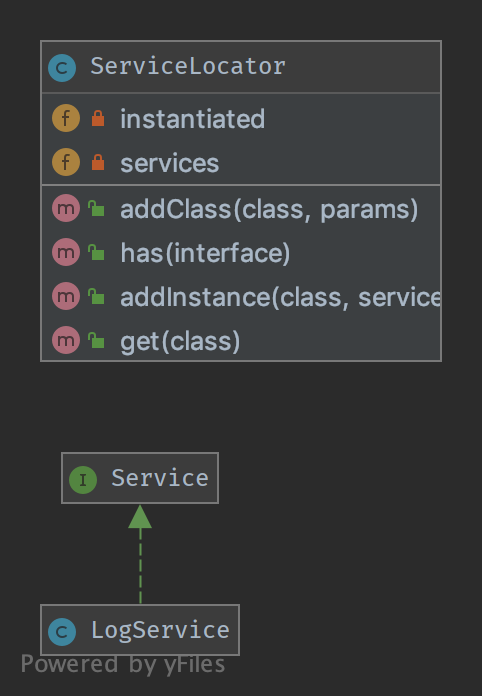 C ServiceLocator
f instantiated
f services
m addClass(class, params)
m has(interface)
m addInstance(class, service
m get(class)
I Service
C LogService
Powered by yFiles